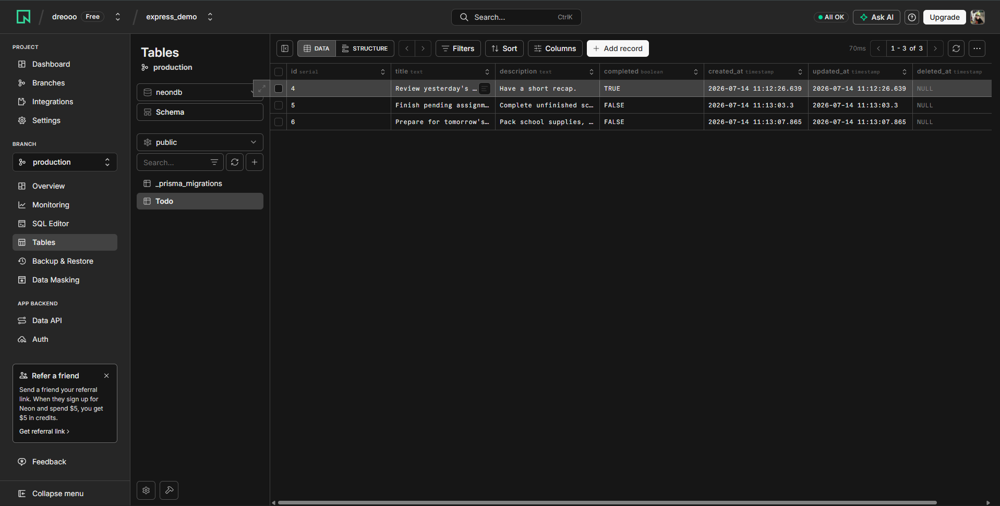 dreooo Free express_demo Search... CtrlK All OK Ask AI Upgrade
PROJECT
Dashboard
Branches
Integrations
Settings
BRANCH
production
Overview
Monitoring
SQL Editor
Tables
Backup & Restore
Data Masking
APP BACKEND
Data API
Auth
Refer a friend
Send a friend your referral
link. When they sign up for
Neon and spend $5, you get
$5 in credits.
Get referral link
Feedback
Collapse menu
Tables
production
neondb
Schema
public
Search...
_prisma_migrations
Todo
DATA STRUCTURE Filters Sort Columns Add record 70ms 1 - 3 of 3
id serial title text description text completed boolean created_at timestamp updated_at timestamp deleted_at timestamp
4 Review yesterday's … Have a short recap. TRUE 2026-07-14 11:12:26.639 2026-07-14 11:12:26.639 NULL
5 Finish pending assignm… Complete unfinished sc… FALSE 2026-07-14 11:13:03.3 2026-07-14 11:13:03.3 NULL
6 Prepare for tomorrow's… Pack school supplies, … FALSE 2026-07-14 11:13:07.865 2026-07-14 11:13:07.865 NULL